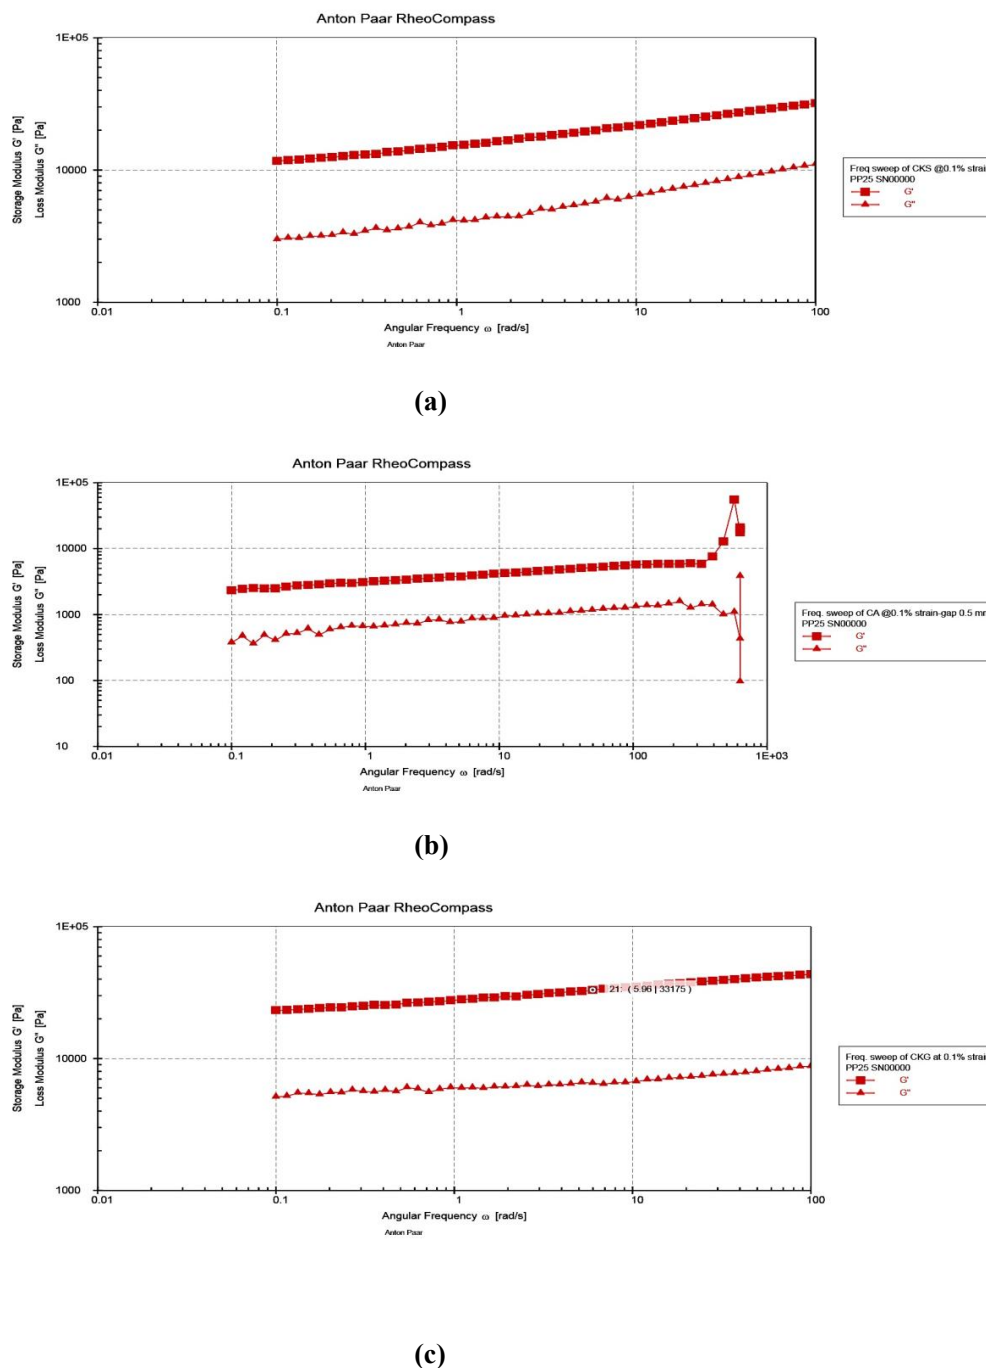 Anton Paar RheoCompass
1E+05
10000
1000
0.01 0.1 1 10 100
Storage Modulus G' [Pa]
Loss Modulus G'' [Pa]
Angular Frequency ω [rad/s]
Anton Paar
Freq sweep of CKS @0.1% strain
PP25 SN00000
G'
G''
(a)
Anton Paar RheoCompass
1E+05
10000
1000
100
10
0.01 0.1 1 10 100 1E+03
Storage Modulus G' [Pa]
Loss Modulus G'' [Pa]
Angular Frequency ω [rad/s]
Anton Paar
Freq. sweep of CA @0.1% strain-gap 0.5 mm
PP25 SN00000
G'
G''
(b)
Anton Paar RheoCompass
1E+05
10000
1000
0.01 0.1 1 10 100
Storage Modulus G' [Pa]
Loss Modulus G'' [Pa]
21: ( 5.96 | 33175 )
Angular Frequency ω [rad/s]
Anton Paar
Freq. sweep of CKG at 0.1% strain
PP25 SN00000
G'
G''
(c)